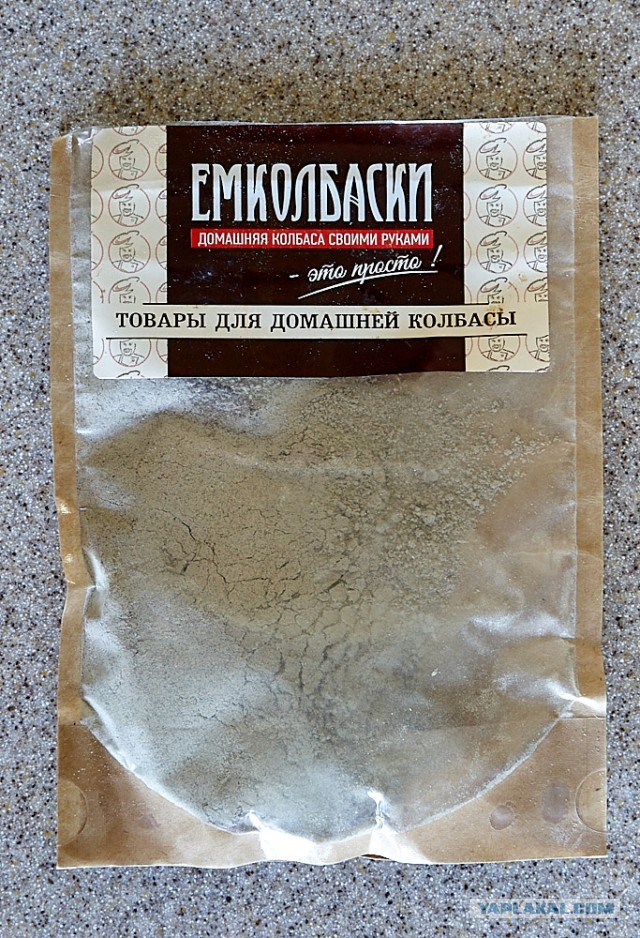 ЕМКОЛБАСКИ
ДОМАШНЯЯ КОЛБАСА СВОИМИ РУКАМИ
- это просто!
ТОВАРЫ ДЛЯ ДОМАШНЕЙ КОЛБАСЫ
YAPLAKAL.COM